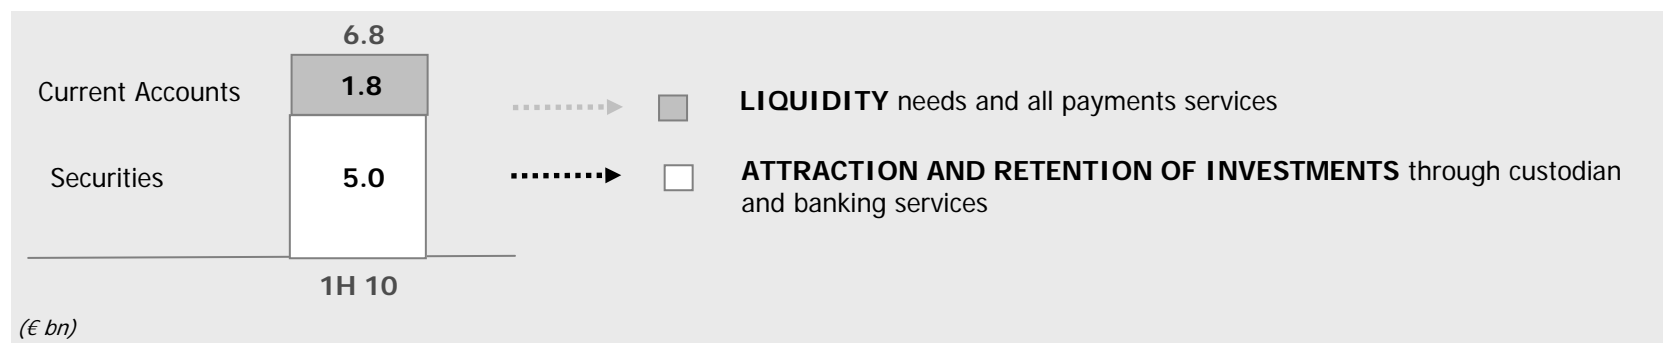 6.8
Current Accounts
1.8
LIQUIDITY needs and all payments services
Securities
5.0
ATTRACTION AND RETENTION OF INVESTMENTS through custodian
and banking services
1H 10
(€ bn)